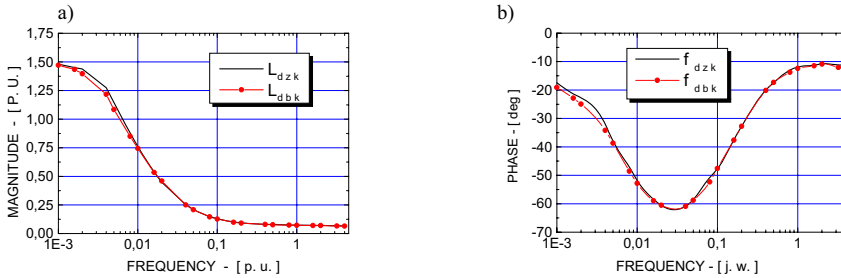 a)
1,75
1,50
1,25
1,00
0,75
0,50
0,25
0,00
MAGNITUDE - [ P. U. ]
L d z k
L d b k
1E-3
0,01
0,1
1
FREQUENCY - [ p. u. ]
b)
0
-10
-20
-30
-40
-50
-60
-70
PHASE - [ deg ]
f d z k
f d b k
1E-3
0,01
0,1
1
FREQUENCY - [ j. w. ]